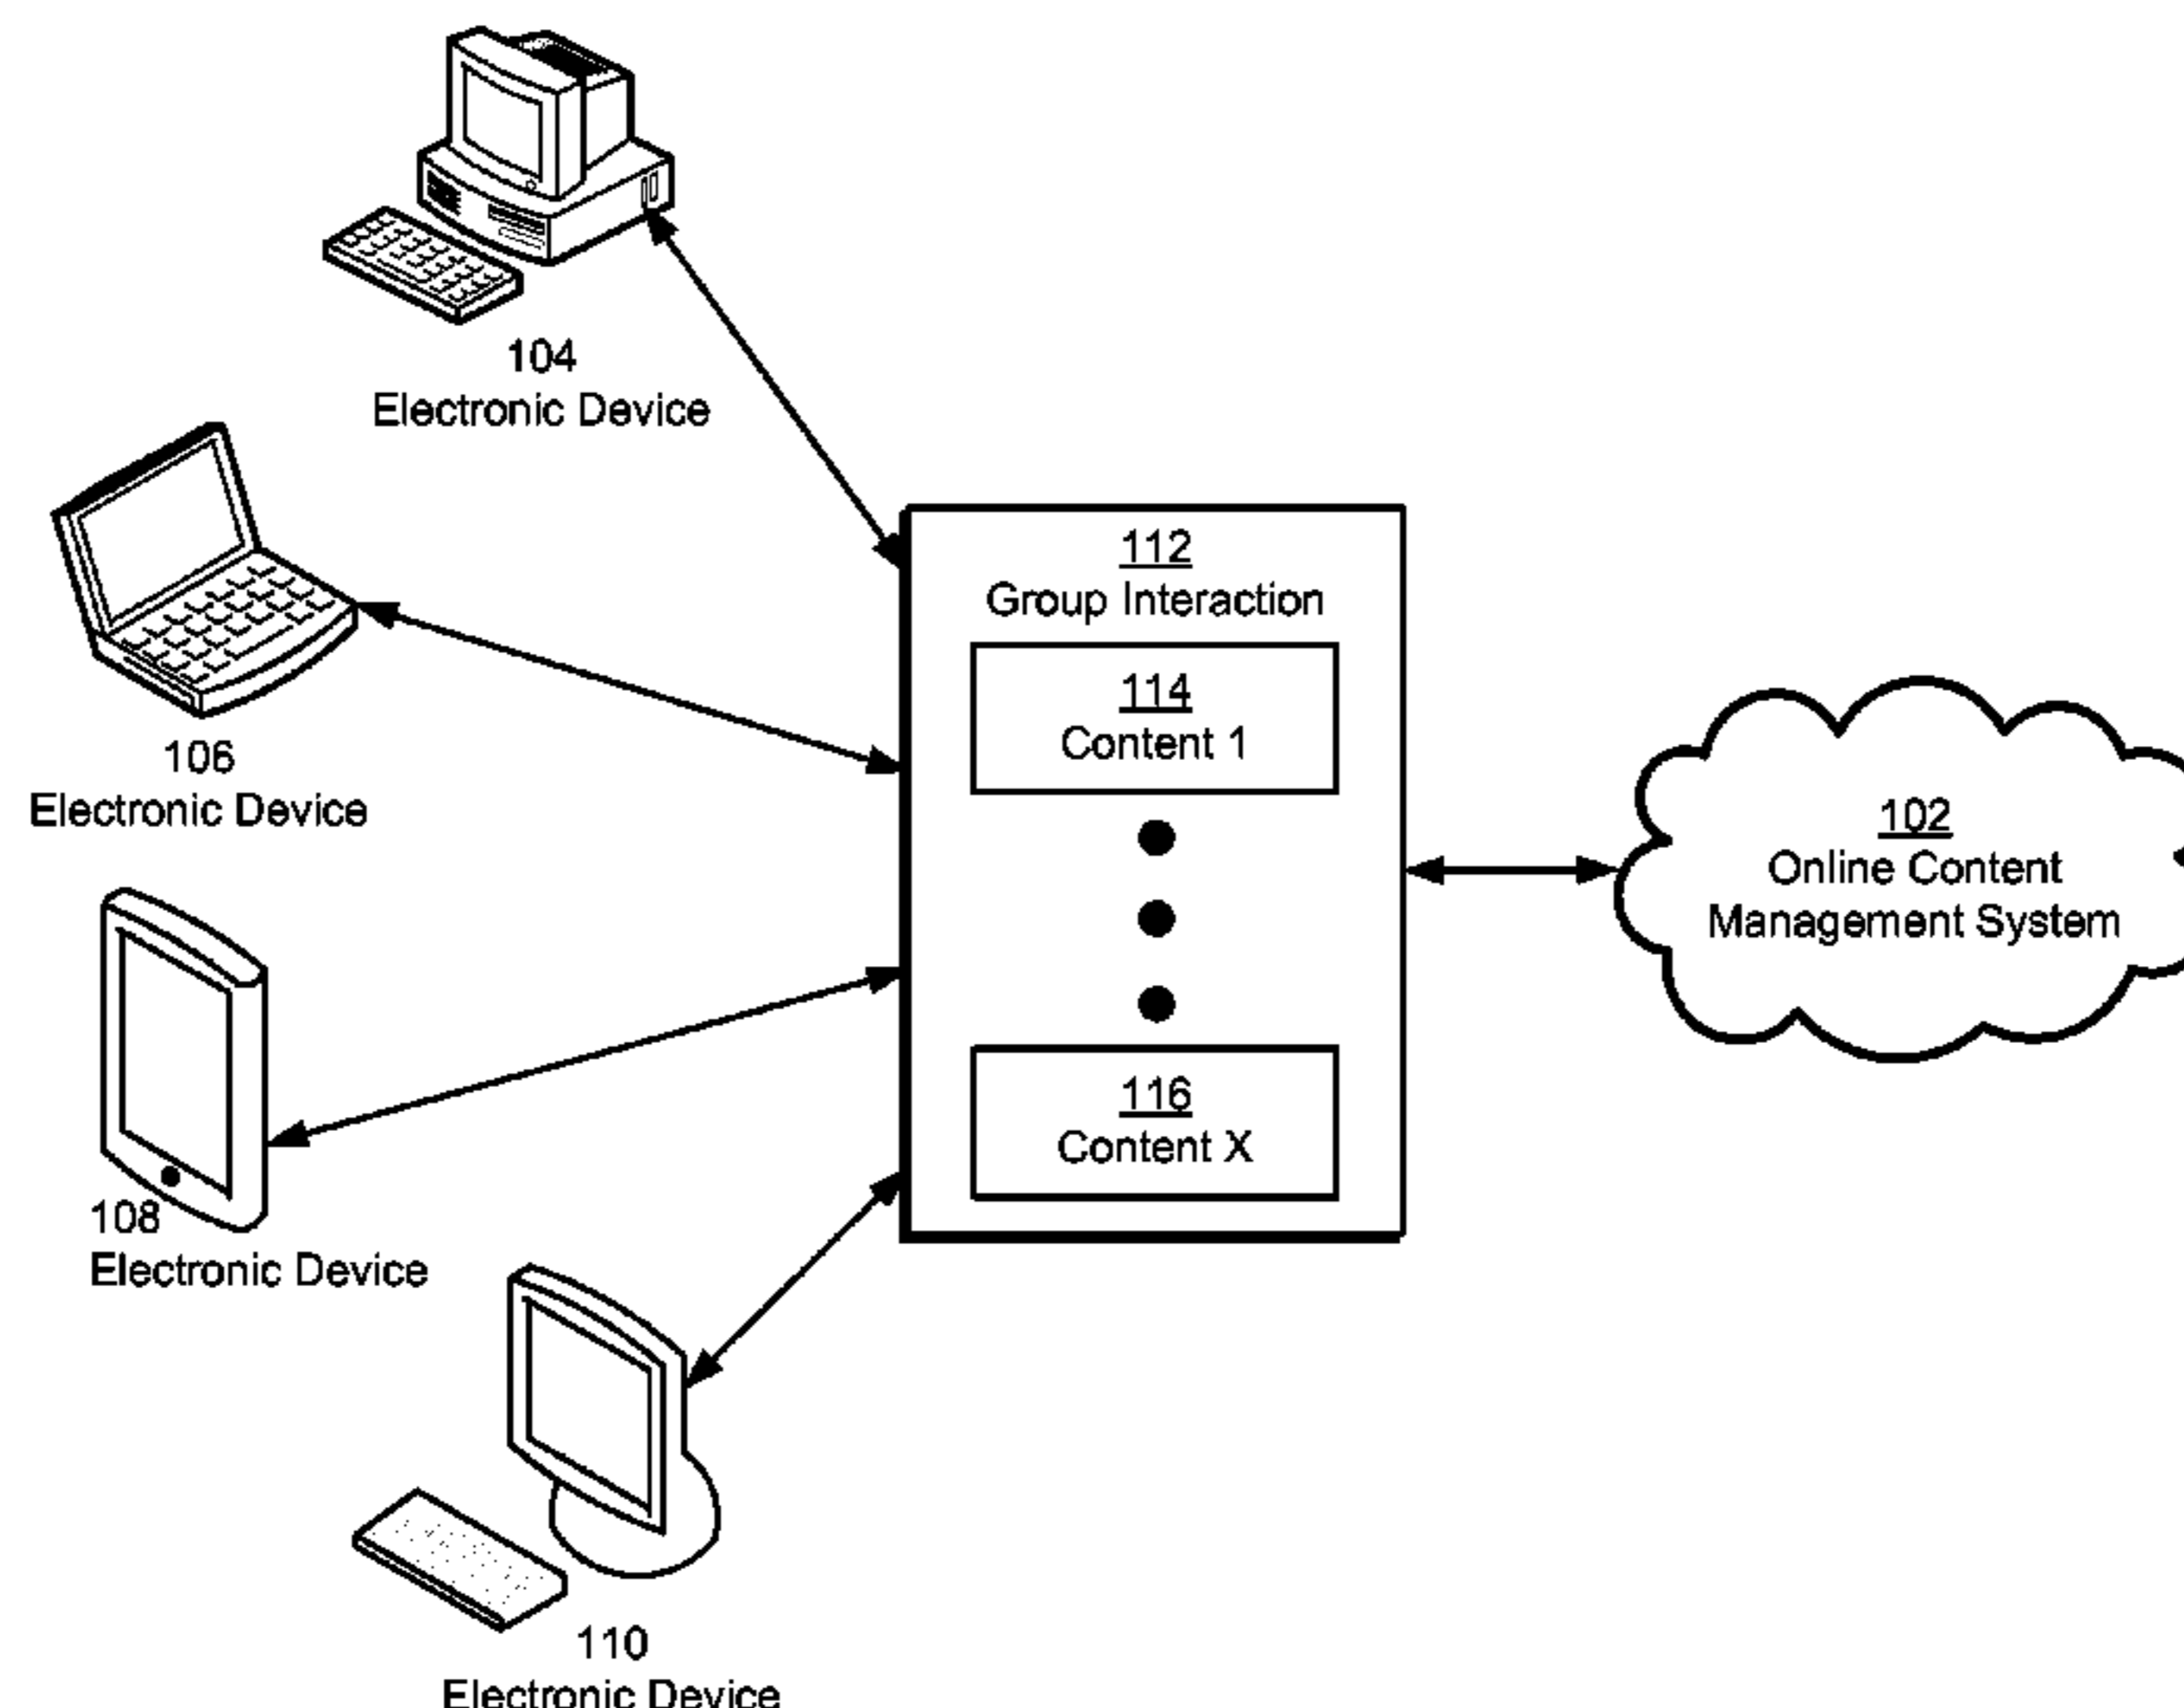 104
Electronic Device
106
Electronic Device
108
Electronic Device
110
Electronic Device
112
Group Interaction
114
Content 1
116
Content X
102
Online Content
Management System